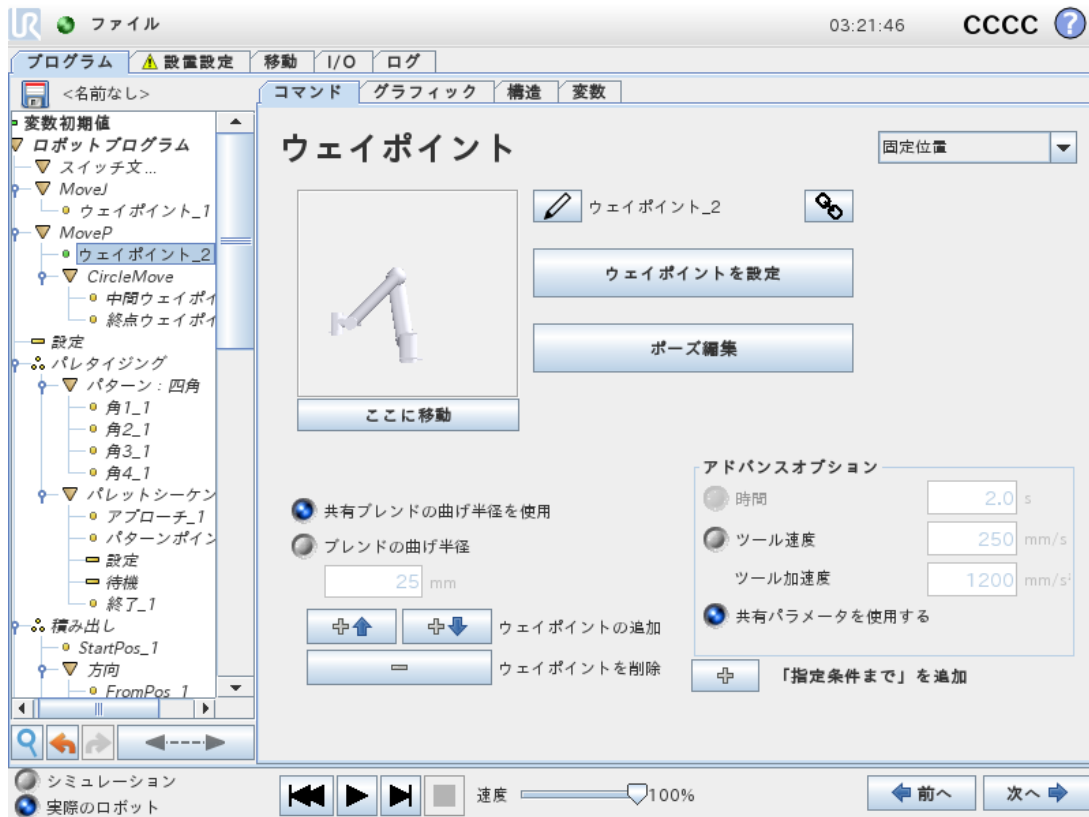 UR ファイル 03:21:46 CCCC ?
プログラム 設置設定 移動 I/O ログ
<名前なし>
コマンド グラフィック 構造 変数
変数初期値
ロボットプログラム
スイッチ文...
MoveJ
ウェイポイント_1
MoveP
ウェイポイント_2
CircleMove
中間ウェイポイ
終点ウェイポイ
設定
パレタイジング
パターン : 四角
角1_1
角2_1
角3_1
角4_1
パレットシーケン
アプローチ_1
パターンポイン
設定
待機
終了_1
積み出し
StartPos_1
方向
FromPos_1
ウェイポイント
固定位置
ウェイポイント_2
ウェイポイントを設定
ポーズ編集
ここに移動
共有ブレンドの曲げ半径を使用
ブレンドの曲げ半径
25 mm
ウェイポイントの追加
ウェイポイントを削除
アドバンスオプション
時間 2.0 s
ツール速度 250 mm/s
ツール加速度 1200 mm/s²
共有パラメータを使用する
「指定条件まで」を追加
シミュレーション
実際のロボット
速度 100%
前へ 次へ